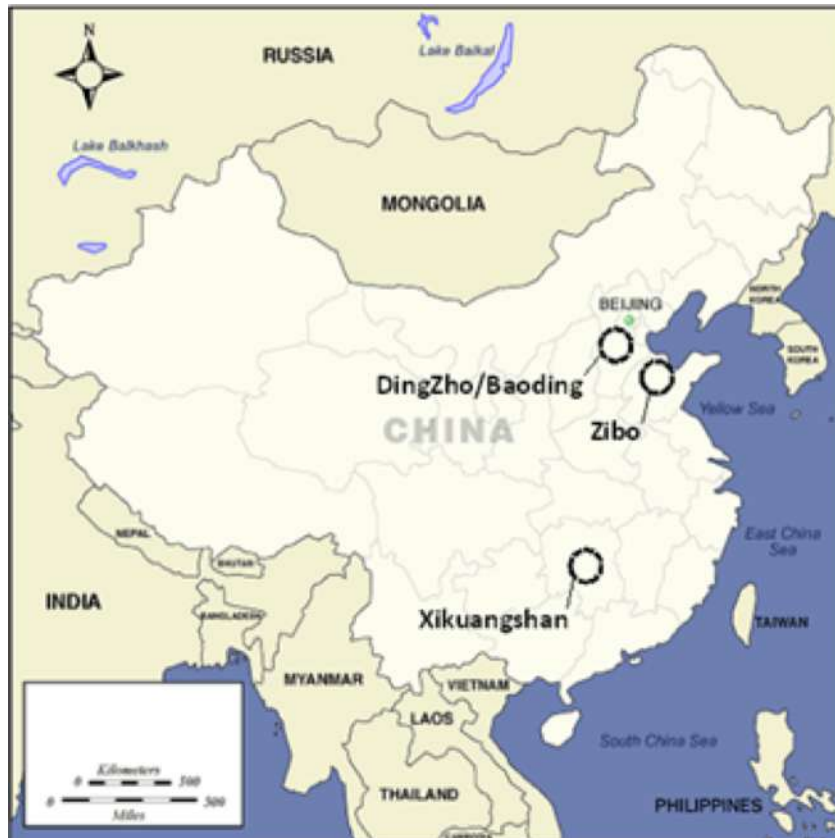 N
RUSSIA
Lake Baikal
Lake Balkhash
MONGOLIA
BEIJING
NORTH
KOREA
SOUTH
KOREA
DingZho/Baoding
Yellow Sea
CHINA
Zibo
NEPAL
BHUTAN
East China
Sea
INDIA
BANGLADESH
Xikuangshan
TAIWAN
MYANMAR
VIETNAM
LAOS
South China Sea
Kilometers
0 500
0 500
Miles
THAILAND
PHILIPPINES